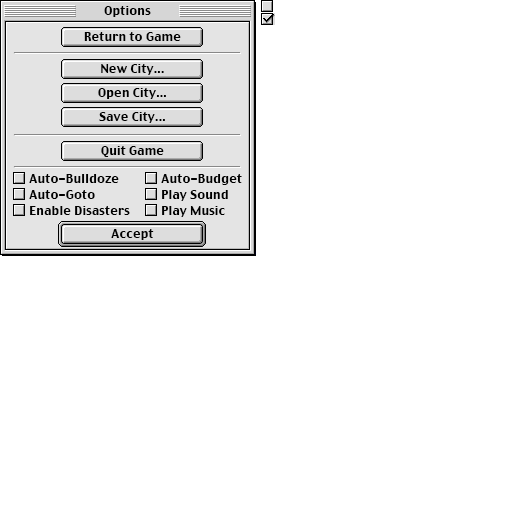 Options
Return to Game
New City...
Open City...
Save City...
Quit Game
Auto-Bulldoze Auto-Budget
Auto-Goto Play Sound
Enable Disasters Play Music
Accept